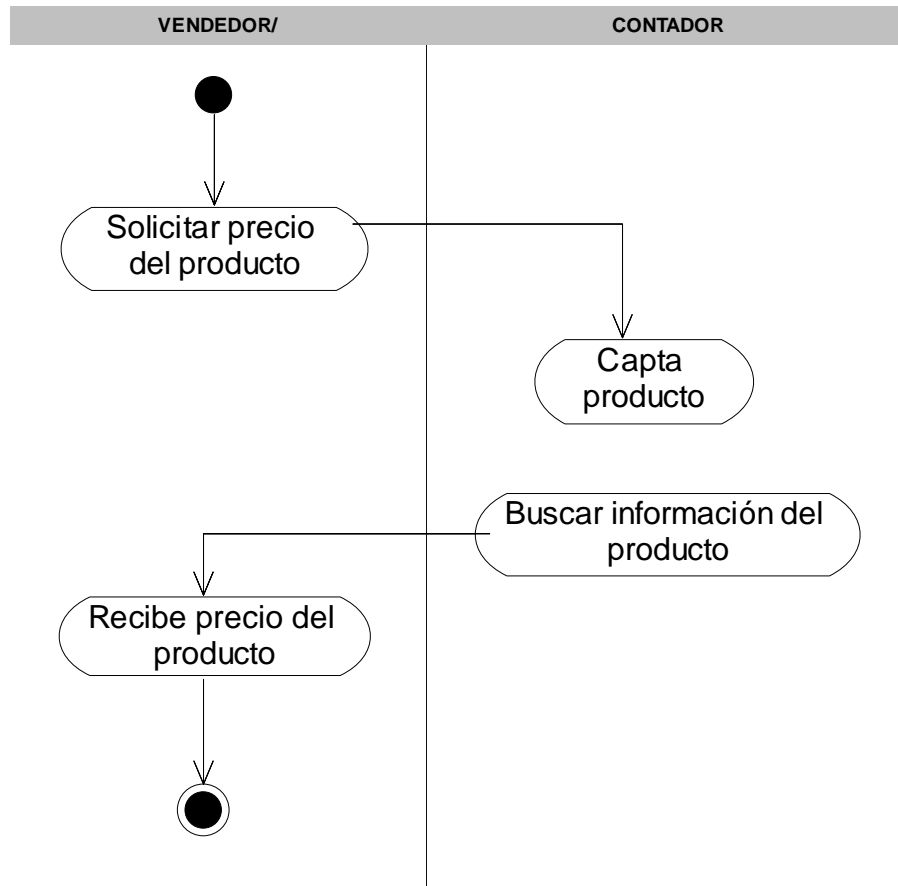 VENDEDOR/
CONTADOR
Solicitar precio
del producto
Capta
producto
Buscar información del
producto
Recibe precio del
producto